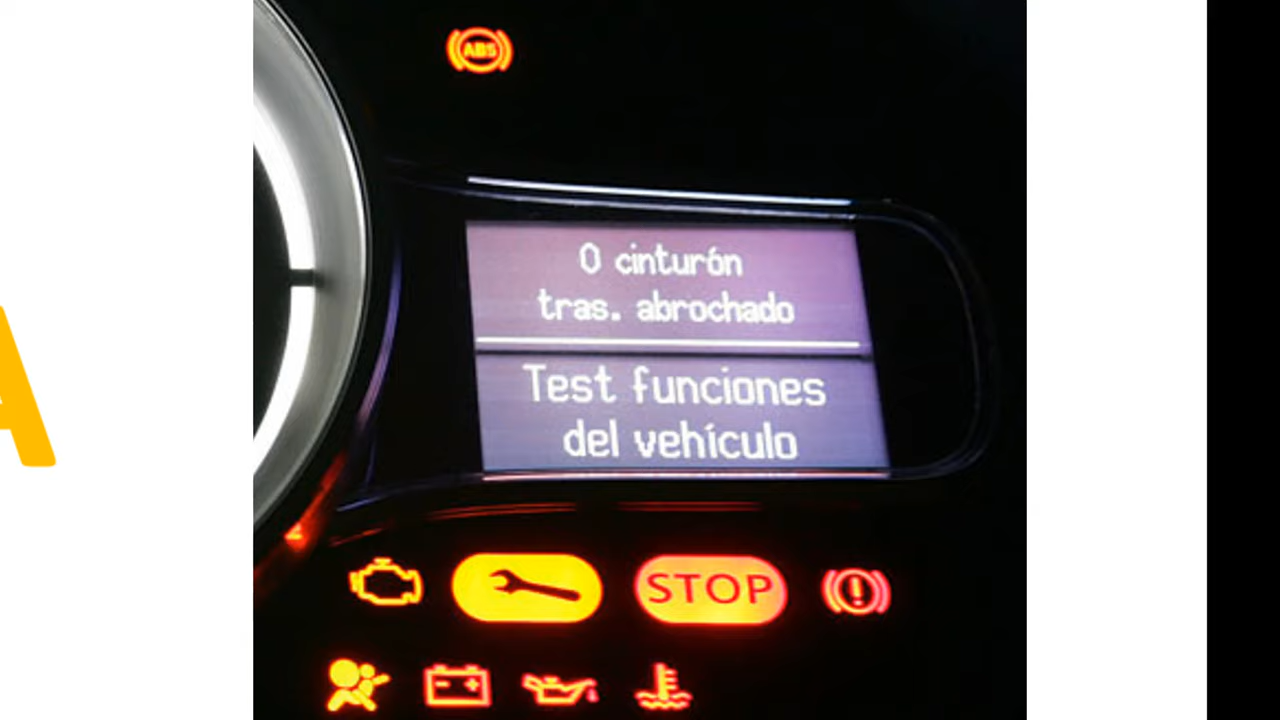 A
ABS
0 cinturón
tras. abrochado
Test funciones
del vehículo
STOP